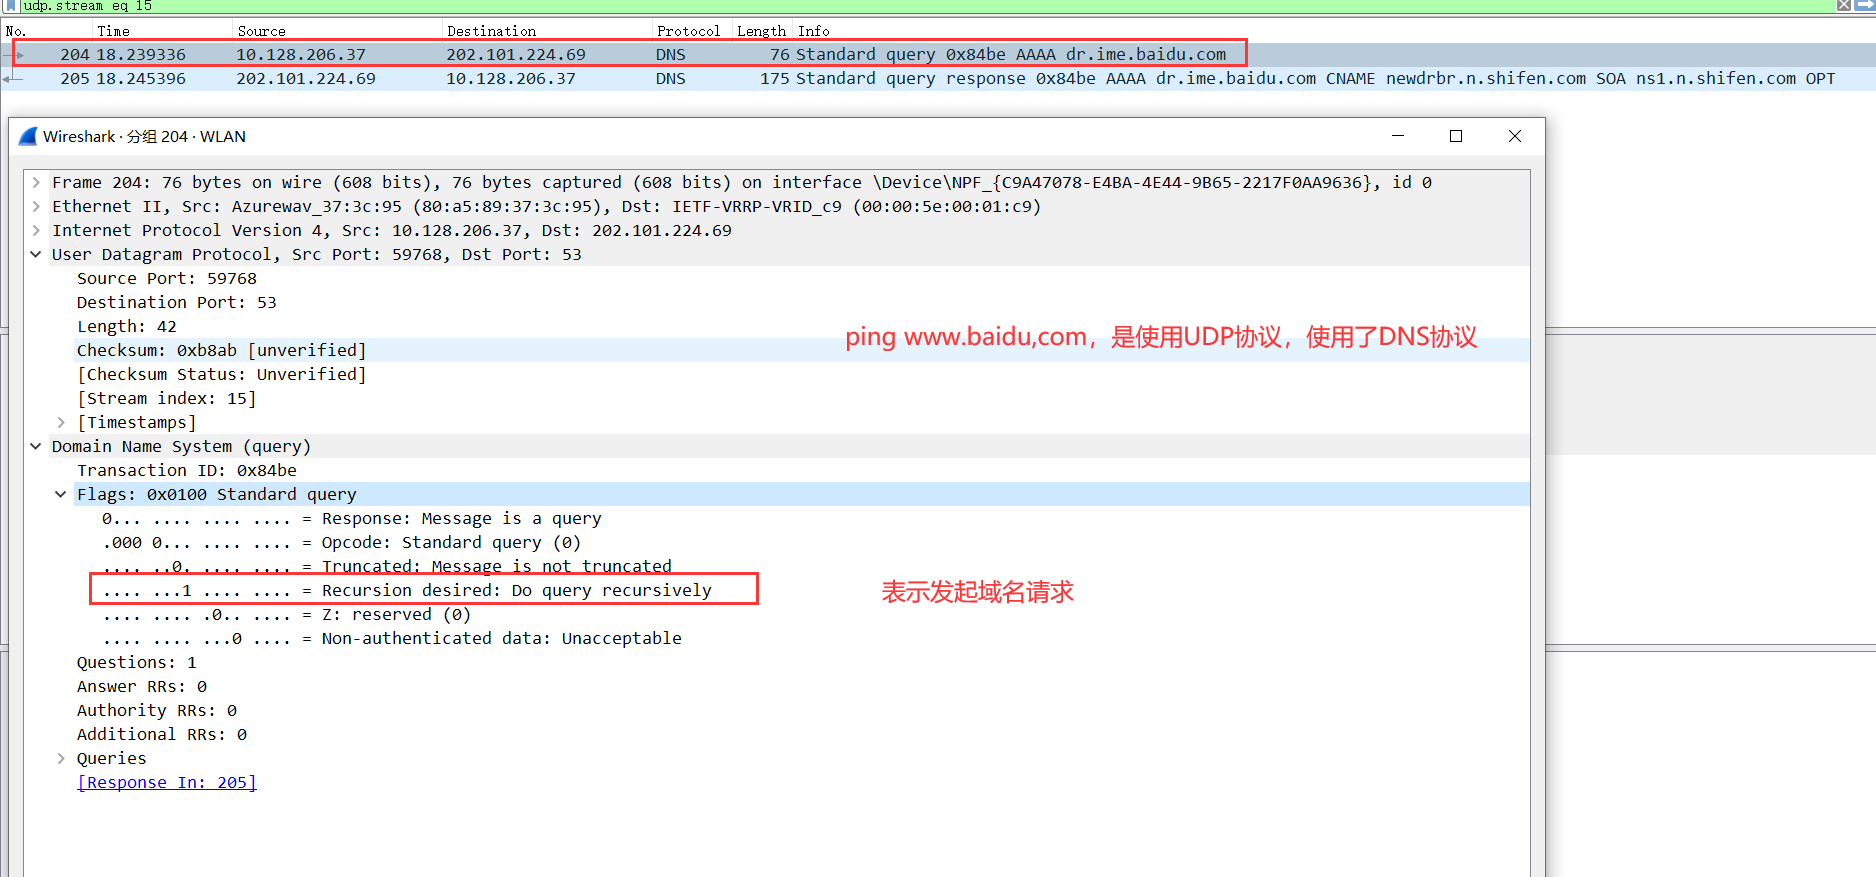 udp.stream eq 15
No. Time Source Destination Protocol Length Info
204 18.239336 10.128.206.37 202.101.224.69 DNS 76 Standard query 0x84be AAAA dr.ime.baidu.com
205 18.245396 202.101.224.69 10.128.206.37 DNS 175 Standard query response 0x84be AAAA dr.ime.baidu.com CNAME newdrbr.n.shifen.com SOA ns1.n.shifen.com OPT
Wireshark · 分组 204 · WLAN
Frame 204: 76 bytes on wire (608 bits), 76 bytes captured (608 bits) on interface \Device\NPF_{C9A47078-E4BA-4E44-9B65-2217F0AA9636}, id 0
Ethernet II, Src: Azurewav_37:3c:95 (80:a5:89:37:3c:95), Dst: IETF-VRRP-VRID_c9 (00:00:5e:00:01:c9)
Internet Protocol Version 4, Src: 10.128.206.37, Dst: 202.101.224.69
User Datagram Protocol, Src Port: 59768, Dst Port: 53
Source Port: 59768
Destination Port: 53
Length: 42
ping www.baidu,com，是使用UDP协议，使用了DNS协议
Checksum: 0xb8ab [unverified]
[Checksum Status: Unverified]
[Stream index: 15]
[Timestamps]
Domain Name System (query)
Transaction ID: 0x84be
Flags: 0x0100 Standard query
0... .... .... .... = Response: Message is a query
.000 0... .... .... = Opcode: Standard query (0)
.... ..0. .... .... = Truncated: Message is not truncated
.... ...1 .... .... = Recursion desired: Do query recursively
表示发起域名请求
.... .... .0.. .... = Z: reserved (0)
.... .... ...0 .... = Non-authenticated data: Unacceptable
Questions: 1
Answer RRs: 0
Authority RRs: 0
Additional RRs: 0
Queries
[Response In: 205]